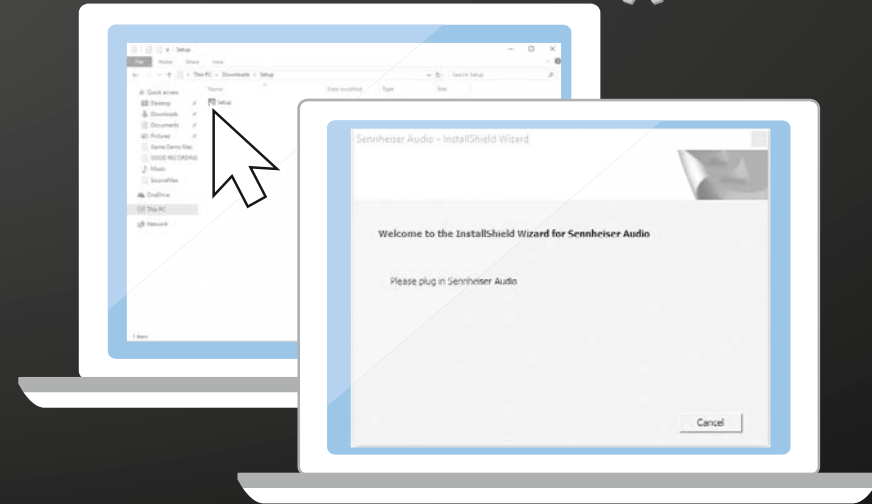 Setup
File Home Share View
This PC Downloads Setup
Search Setup
Name Date modified Type Size
Quick access
Setup
Desktop
Downloads
Documents
Pictures
Game Demo files
GOOD RECORDING
Music
SourceFiles
OneDrive
This PC
Network
1 item
Sennheiser Audio - InstallShield Wizard
Welcome to the InstallShield Wizard for Sennheiser Audio
Please plug in Sennheiser Audio
Cancel